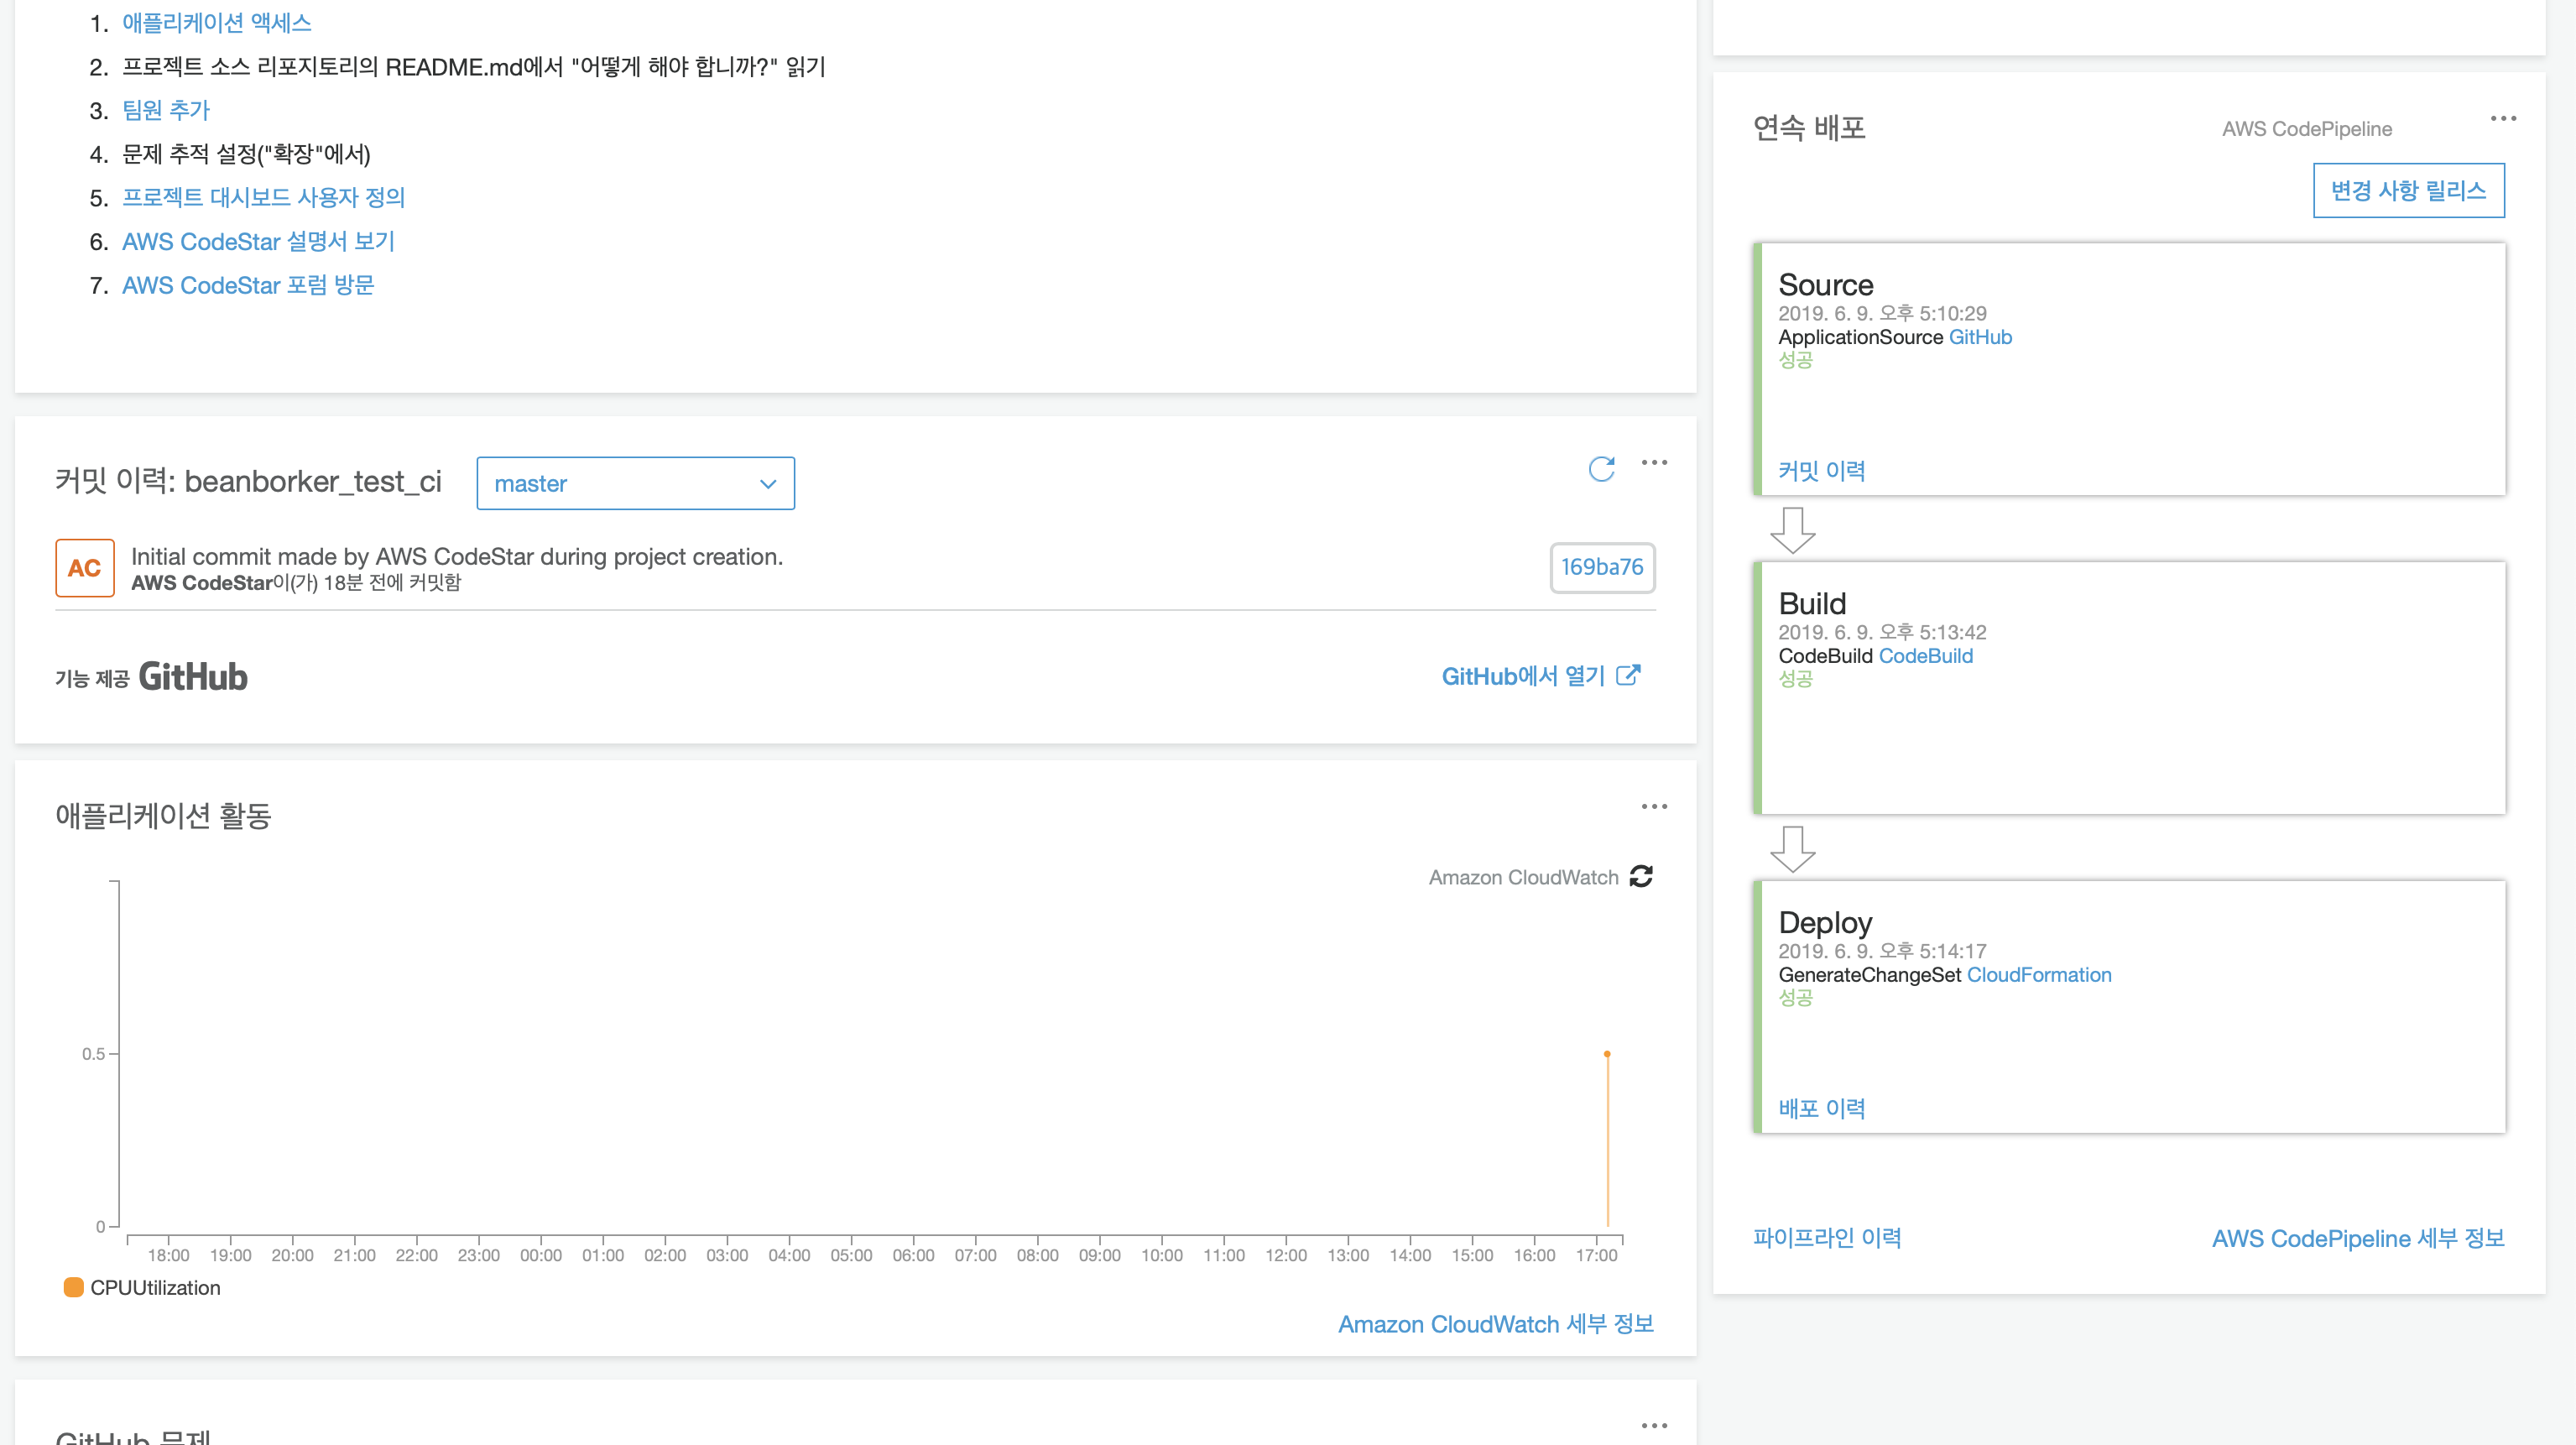 1. 애플리케이션 액세스
2. 프로젝트 소스 리포지토리의 README.md에서 "어떻게 해야 합니까?" 읽기
3. 팀원 추가
4. 문제 추적 설정("확장"에서)
5. 프로젝트 대시보드 사용자 정의
6. AWS CodeStar 설명서 보기
7. AWS CodeStar 포럼 방문
커밋 이력: beanborker_test_ci
master
AC
Initial commit made by AWS CodeStar during project creation.
AWS CodeStar이(가) 18분 전에 커밋함
169ba76
기능 제공 GitHub
GitHub에서 열기
애플리케이션 활동
Amazon CloudWatch
0.5
0
18:00 19:00 20:00 21:00 22:00 23:00 00:00 01:00 02:00 03:00 04:00 05:00 06:00 07:00 08:00 09:00 10:00 11:00 12:00 13:00 14:00 15:00 16:00 17:00
CPUUtilization
Amazon CloudWatch 세부 정보
GitHub 문제
연속 배포
AWS CodePipeline
변경 사항 릴리스
Source
2019. 6. 9. 오후 5:10:29
ApplicationSource GitHub
성공
커밋 이력
Build
2019. 6. 9. 오후 5:13:42
CodeBuild CodeBuild
성공
Deploy
2019. 6. 9. 오후 5:14:17
GenerateChangeSet CloudFormation
성공
배포 이력
파이프라인 이력
AWS CodePipeline 세부 정보